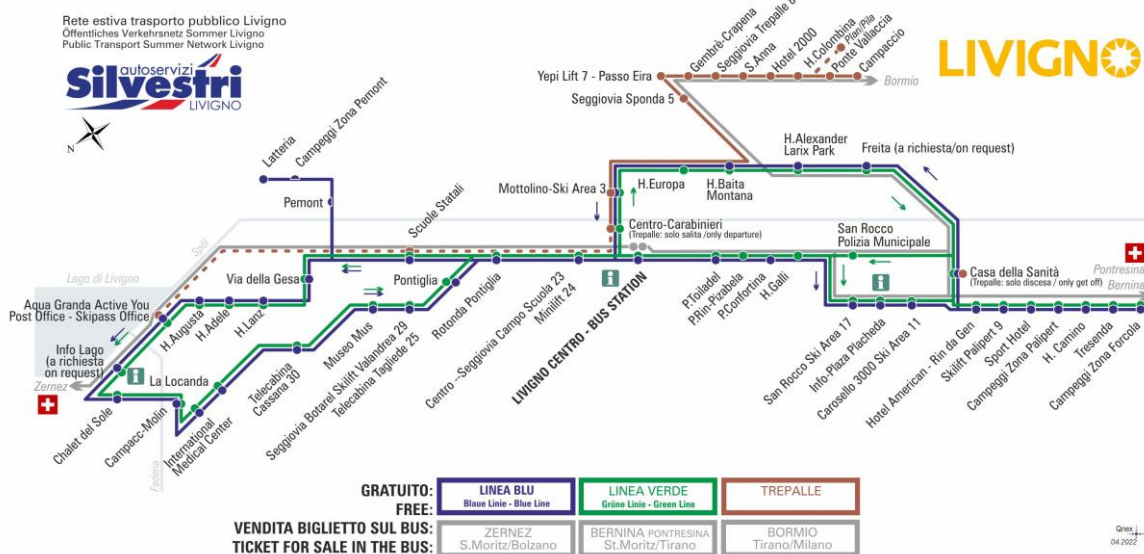 Rete estiva trasporto pubblico Livigno
Öffentliches Verkehrsnetz Sommer Livigno
Public Transport Summer Network Livigno
autoservizi
Silvestri
LIVIGNO
N
LIVIGNO
Gembrè-Crapena
Seggiovia Trepalle
S.Anna
Hotel 2000
H.Colombina
Plan/Pila
Ponte Vallaccia
Campaccio
Yepi Lift 7 - Passo Eira
Bormio
Seggiovia Sponda 5
Latteria
Campeggi Zona Pemont
Pemont
Scuole Statali
Mottolino-Ski Area 3
H.Europa
H.Baita
Montana
H.Alexander
Larix Park
Freita (a richiesta/on request)
Centro-Carabinieri
(Trepalle: solo salita /only departure)
San Rocco
Polizia Municipale
Spöl
Lago di Livigno
Via della Gesa
Pontiglia
Casa della Sanità
(Trepalle: solo discesa / only get off)
Pontresina
Bernina
Aqua Granda Active You
Post Office - Skipass Office
H.Augusta
H.Adele
H.Lanz
Info Lago
(a richiesta
on request)
Zernez
La Locanda
Chalet del Sole
Campacc-Molin
Federia
International
Medical Center
Telecabina
Cassana 30
Museo Mus
Seggiovia Botarel Skilift Valandrea 29
Telecabina Tagliede 25
Rotonda Pontiglia
Centro -Seggiovia Campo Scuola 23
Minilift 24
i
LIVIGNO CENTRO - BUS STATION
P.Toiladel
P.Rin-Pizabela
P.Confortina
H.Galli
San Rocco Ski Area 17
Info-Plaza Placheda
Carosello 3000 Ski Area 11
Hotel American - Rin da Gen
Skilift Palipert 9
Sport Hotel
Campeggi Zona Palipert
H. Camino
Tresenda
Campeggi Zona Forcola
GRATUITO:
FREE:
LINEA BLU
Blaue Linie - Blue Line
LINEA VERDE
Grüne Linie - Green Line
TREPALLE
VENDITA BIGLIETTO SUL BUS:
TICKET FOR SALE IN THE BUS:
ZERNEZ
S.Moritz/Bolzano
BERNINA PONTRESINA
St.Moritz/Tirano
BORMIO
Tirano/Milano
Qnex
04.2022